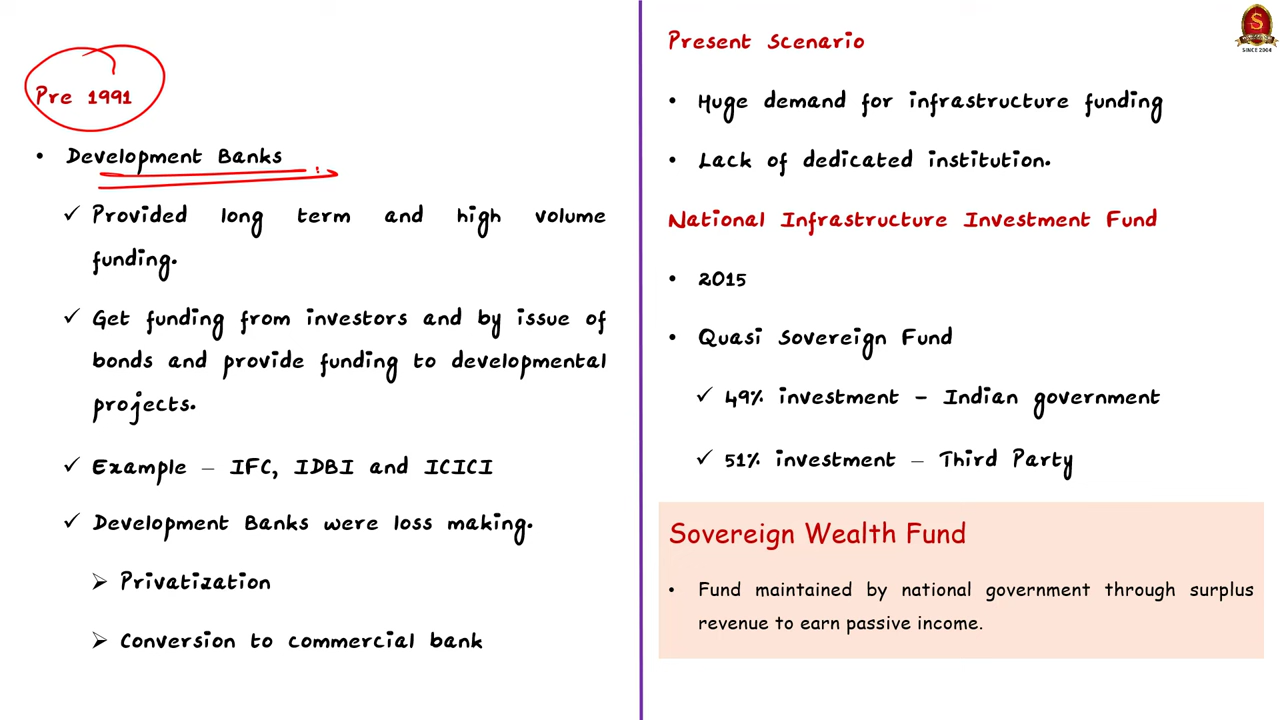 Pre 1991
• Development Banks
✓ Provided long term and high volume
funding.
✓ Get funding from investors and by issue of
bonds and provide funding to developmental
projects.
✓ Example – IFC, IDBI and ICICI
✓ Development Banks were loss making.
➢ Privatization
➢ Conversion to commercial bank
Present Scenario
• Huge demand for infrastructure funding
• Lack of dedicated institution.
National Infrastructure Investment Fund
• 2015
• Quasi Sovereign Fund
✓ 49% investment – Indian government
✓ 51% investment – Third Party
Sovereign Wealth Fund
• Fund maintained by national government through surplus
revenue to earn passive income.
S
SINCE 2004